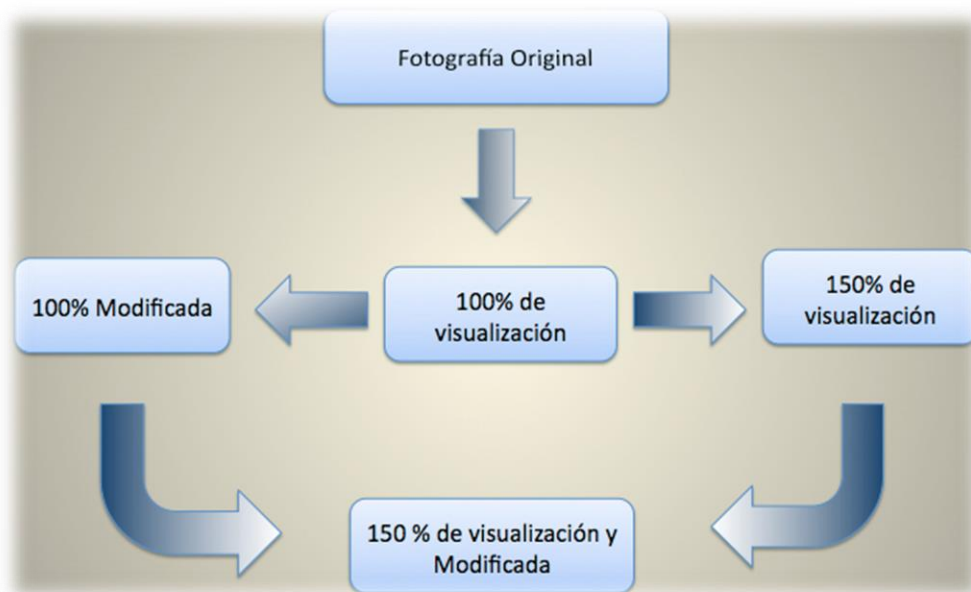 Fotografía Original
100% Modificada
100% de
visualización
150% de
visualización
150 % de visualización y
Modificada